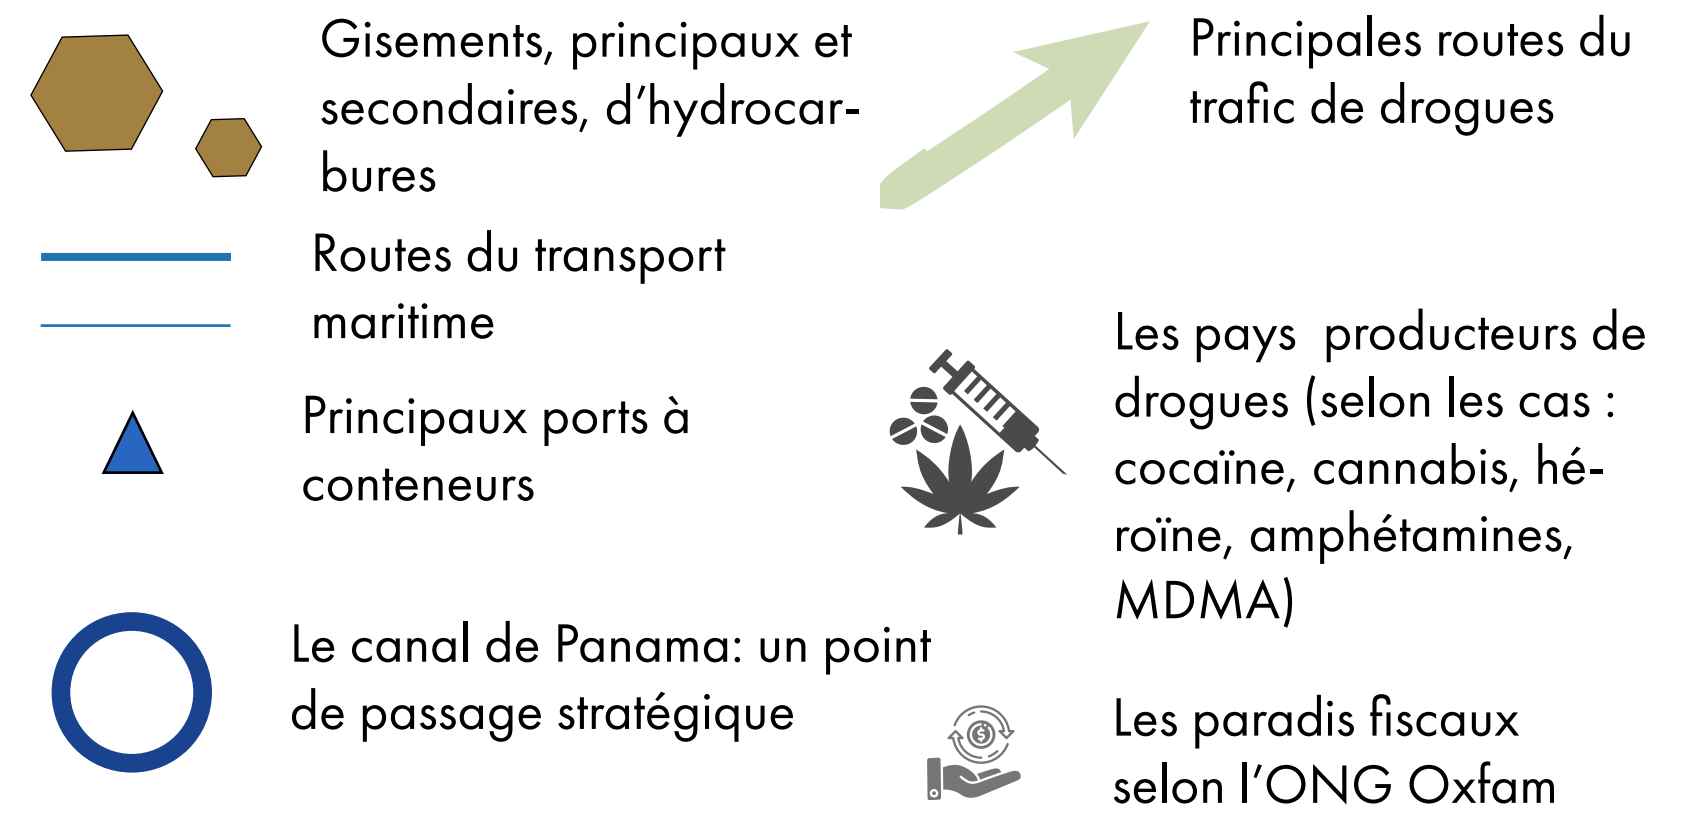 Gisements, principaux et
secondaires, d'hydrocar-
bures
Routes du transport
maritime
Principaux ports à
conteneurs
Le canal de Panama: un point
de passage stratégique
Principales routes du
trafic de drogues
Les pays  producteurs de
drogues (selon les cas :
cocaïne, cannabis, hé-
roïne, amphétamines,
MDMA)
$
Les paradis fiscaux
selon l'ONG Oxfam